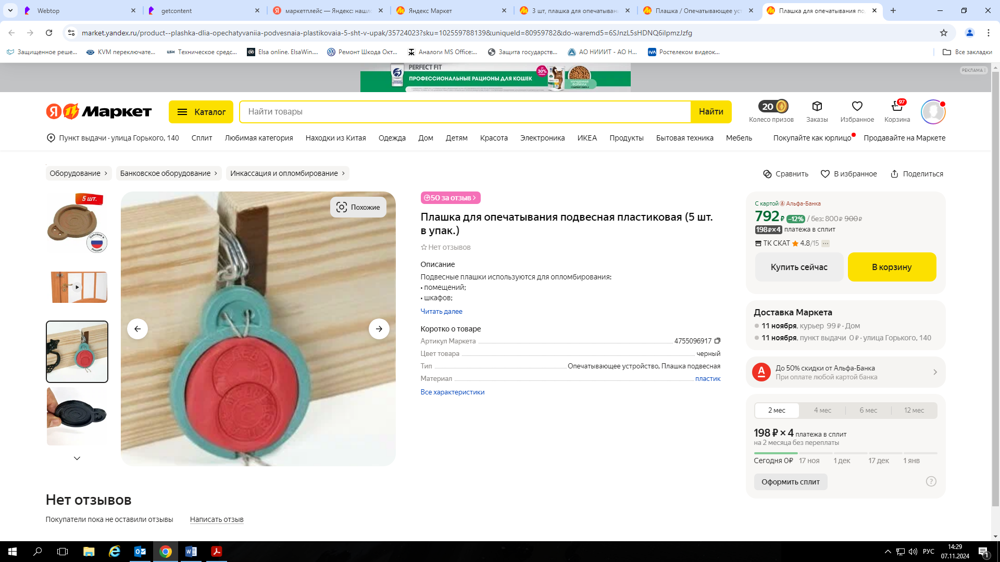 Webtop
getcontent
маркетплейс — Яндекс: нашло
Яндекс Маркет
3 шт, плашка для опечатывани
Плашка / Опечатывающее уст
Плашка для опечатывания по
market.yandex.ru/product--plashka-dlia-opechatyvaniia-podvesnaia-plastikovaia-5-sht-v-upak/35724023?sku=102559788139&uniqueId=80959782&do-waremd5=6SJnzL5sHDNQ6iIpmzJzfg
Защищенное реше...
KVM переключате...
ЦБИ Техническое средс...
Elsa online. ElsaWin....
Ремонт Шкода Окт...
Аналоги MS Office:...
Защита государств...
АО НИИИТ - АО Н...
IVA Ростелеком видеок...
Все закладки
PERFECT FIT
ПРОФЕССИОНАЛЬНЫЕ РАЦИОНЫ ДЛЯ КОШЕК
30%
РЕКЛАМА
Я Маркет
Каталог
Найти товары
Найти
20
Колесо призов
Заказы
Избранное
97
Корзина
Пункт выдачи · улица Горького, 140
Сплит
Любимая категория
Находки из Китая
Одежда
Дом
Детям
Красота
Электроника
ИКЕА
Продукты
Бытовая техника
Мебель
Покупайте как юрлицо
Продавайте на Маркете
Оборудование
Банковское оборудование
Инкассация и опломбирование
Сравнить
В избранное
Поделиться
5 шт.
Сделано в России
Похожие
50 за отзыв
Плашка для опечатывания подвесная пластиковая (5 шт.
в упак.)
Нет отзывов
Описание
Подвесные плашки используются для опломбирования:
• помещений;
• шкафов;
Читать далее
Коротко о товаре
Артикул Маркета 4755096917
Цвет товара черный
Тип Опечатывающее устройство, Плашка подвесная
Материал пластик
Все характеристики
С картой Альфа-Банка
792 ₽ –12% / без: 800 ₽ 900 ₽
198 ₽ × 4 платежа в сплит
ТК СКАТ 4.8/15 ···
Купить сейчас
В корзину
Доставка Маркета
11 ноября, курьер 99 ₽ · Дом
11 ноября, пункт выдачи 0 ₽ · улица Горького, 140
А
До 50% скидки от Альфа-Банка
При оплате любой картой банка
2 мес
4 мес
6 мес
12 мес
198 ₽ × 4 платежа в сплит
на 2 месяца без переплаты
Сегодня 0₽ 17 ноя 1 дек 17 дек 1 янв
Оформить сплит
?
Нет отзывов
Покупатели пока не оставили отзывы
Написать отзыв
РУС
14:29
07.11.2024
1